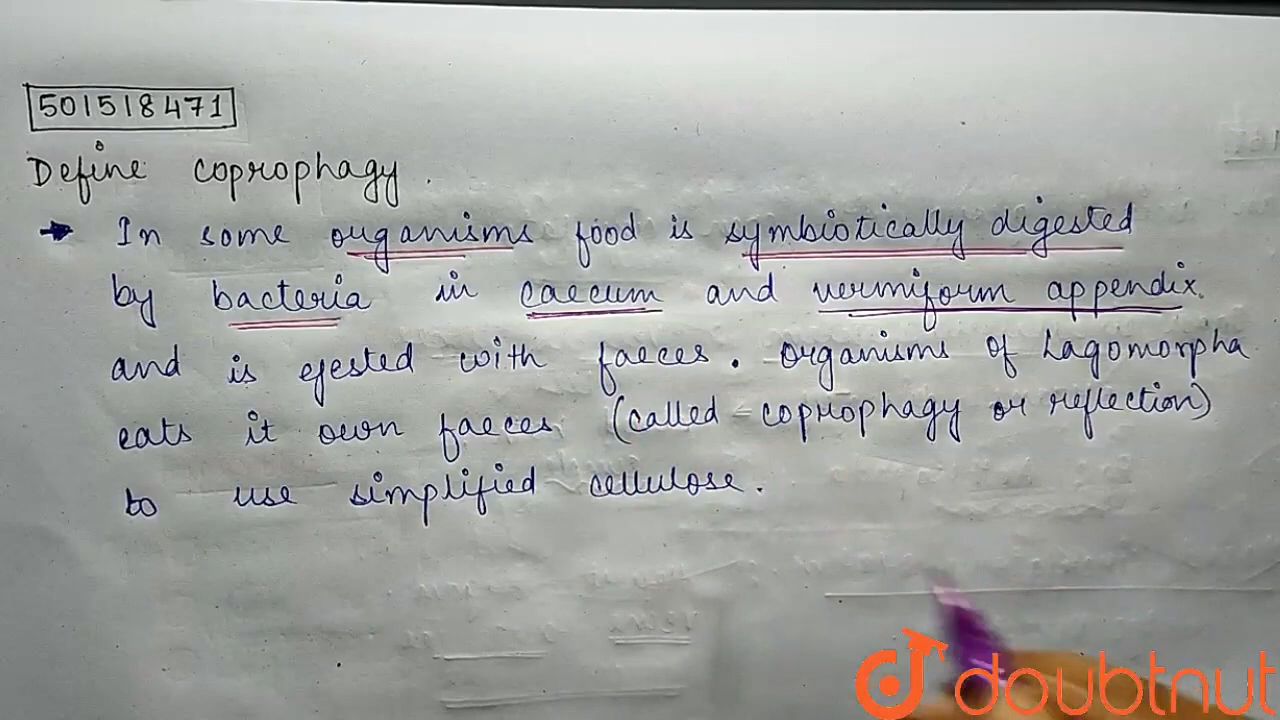 501518471
Define coprophagy.
→ In some organisms food is symbiotically digested
by bacteria in caecum and vermiform appendix
and is ejested with faeces. Organisms of Lagomorpha
eats it own faeces (called coprophagy or reflection)
to use simplified cellulose.
doubtnut